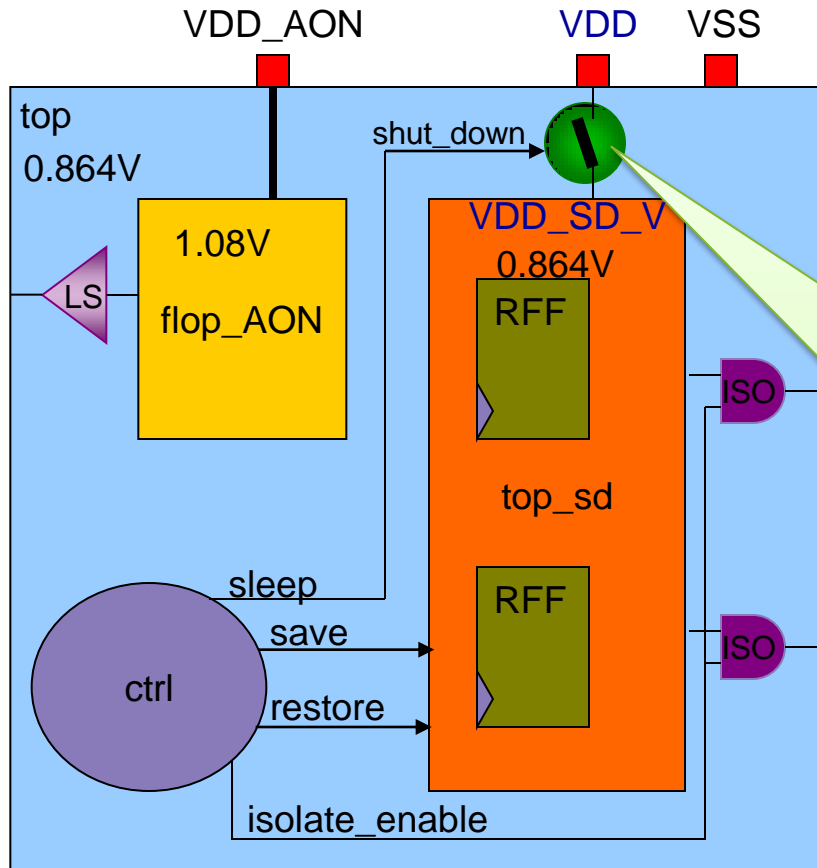 VDD_AON
VDD
VSS
top
0.864V
shut_down
1.08V
flop_AON
LS
VDD_SD_V
0.864V
RFF
ISO
top_sd
sleep
save
restore
ctrl
RFF
ISO
isolate_enable